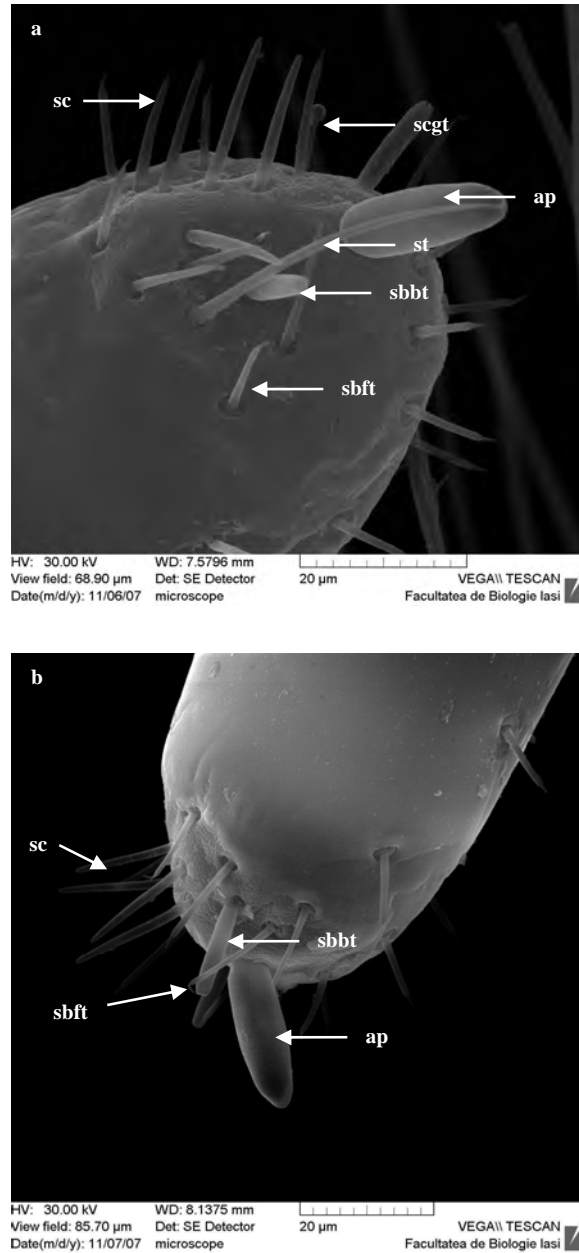 a
sc
scgt
ap
st
sbbt
sbft
HV: 30.00 kV WD: 7.5796 mm
View field: 68.90 µm Det: SE Detector 20 µm VEGA\\ TESCAN
Date(m/d/y): 11/06/07 microscope Facultatea de Biologie Iasi
b
sc
sbbt
sbft
ap
HV: 30.00 kV WD: 8.1375 mm
View field: 85.70 µm Det: SE Detector 20 µm VEGA\\ TESCAN
Date(m/d/y): 11/07/07 microscope Facultatea de Biologie Iasi